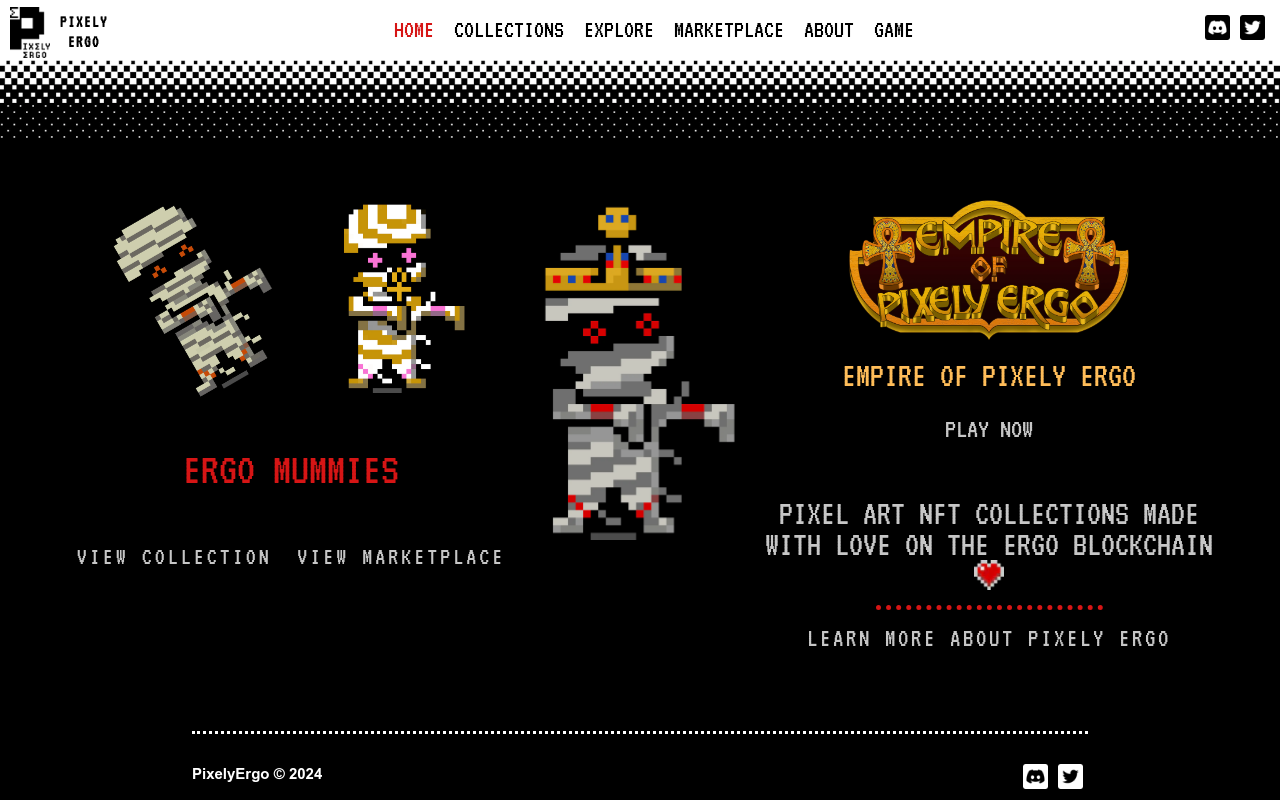 PIXELY
ERGO
Σ
IXELY
ERGO
HOME COLLECTIONS EXPLORE MARKETPLACE ABOUT GAME
EMPIRE
OF
PIXELY ERGO
EMPIRE OF PIXELY ERGO
PLAY NOW
ERGO MUMMIES
VIEW COLLECTION VIEW MARKETPLACE
PIXEL ART NFT COLLECTIONS MADE
WITH LOVE ON THE ERGO BLOCKCHAIN
LEARN MORE ABOUT PIXELY ERGO
PixelyErgo © 2024